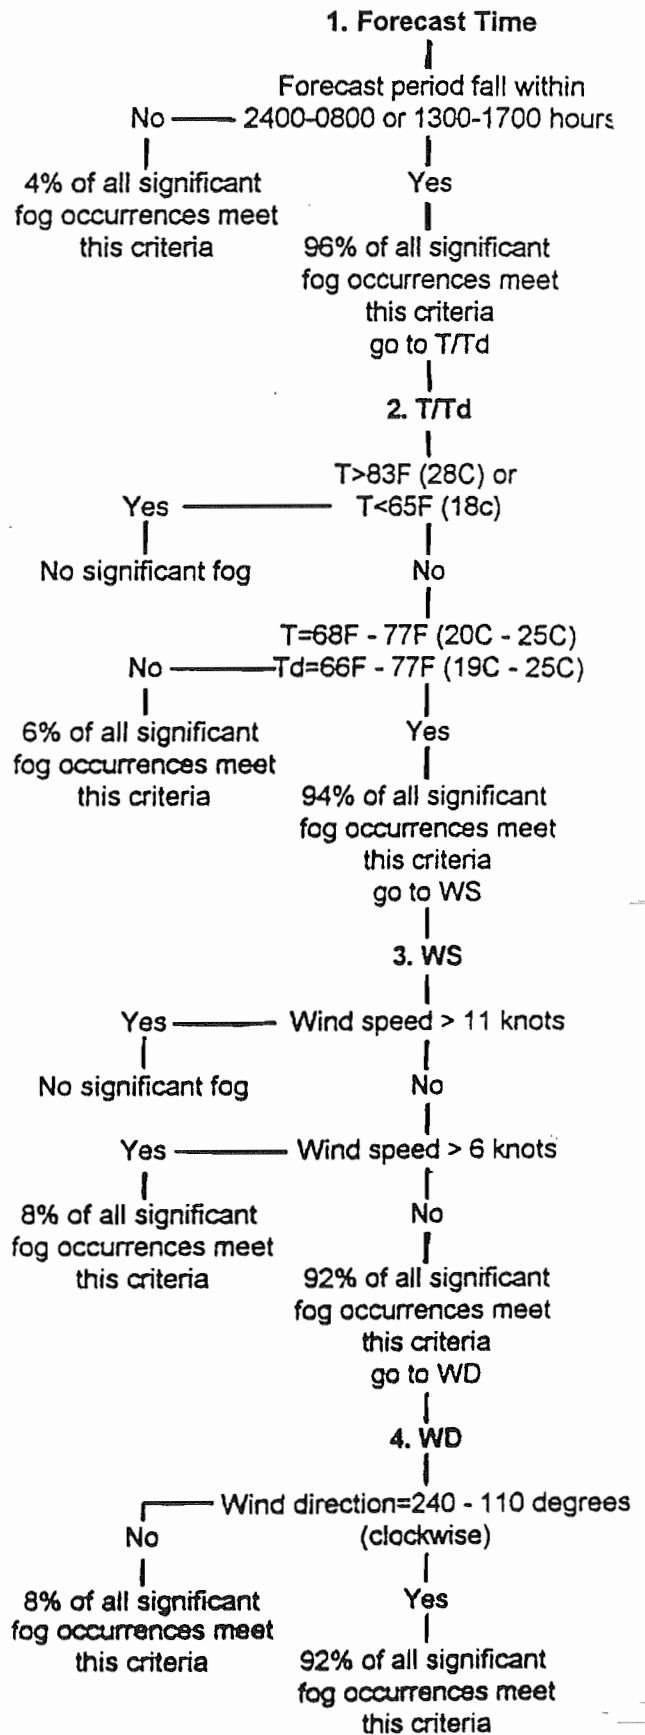 1. Forecast Time
Forecast period fall within
No 2400-0800 or 1300-1700 hours
4% of all significant
fog occurrences meet
this criteria
Yes
96% of all significant
fog occurrences meet
this criteria
go to T/Td
2. T/Td
T>83F (28C) or
Yes T<65F (18c)
No significant fog
No
T=68F - 77F (20C - 25C)
No Td=66F - 77F (19C - 25C)
6% of all significant
fog occurrences meet
this criteria
Yes
94% of all significant
fog occurrences meet
this criteria
go to WS
3. WS
Yes Wind speed > 11 knots
No significant fog
No
Yes Wind speed > 6 knots
8% of all significant
fog occurrences meet
this criteria
No
92% of all significant
fog occurrences meet
this criteria
go to WD
4. WD
Wind direction=240 - 110 degrees
(clockwise)
No
8% of all significant
fog occurrences meet
this criteria
Yes
92% of all significant
fog occurrences meet
this criteria